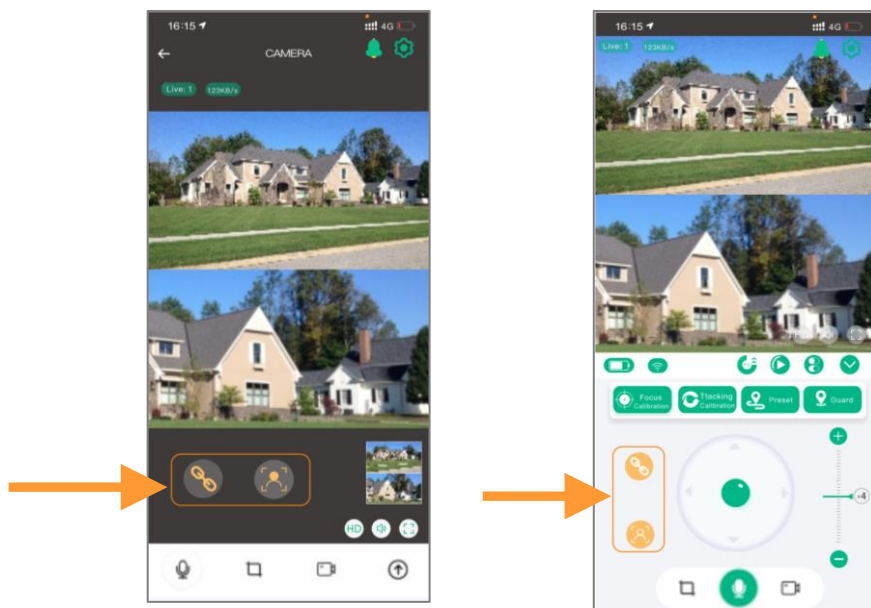 16:15
4G
CAMERA
Live: 1
123KB/s
HD
16:15
4G
Live: 1
123KB/s
Focus
Calibration
Ttacking
Calibration
Preset
Guard
×4